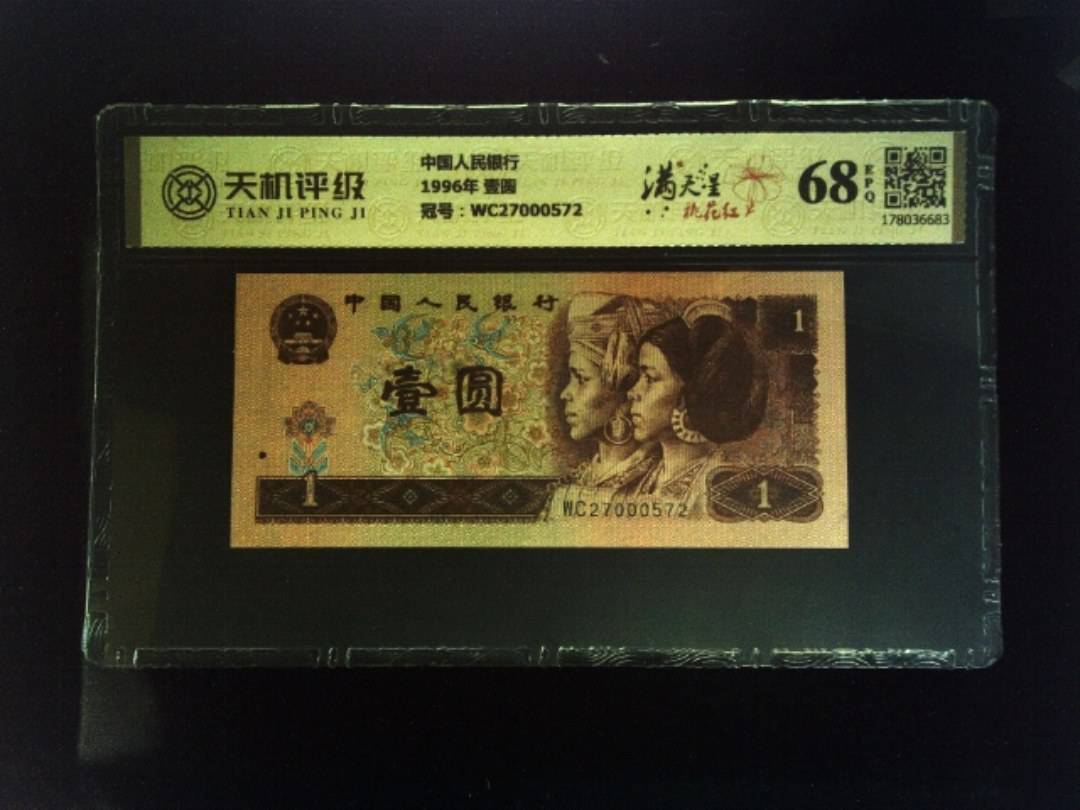 天机评级
TIAN JI PING JI
中国人民银行
1996年 壹圆
冠号：WC27000572
满天星
桃花红
68
EPQ
178036683
中国人民银行
壹圆
1
1
WC27000572
1